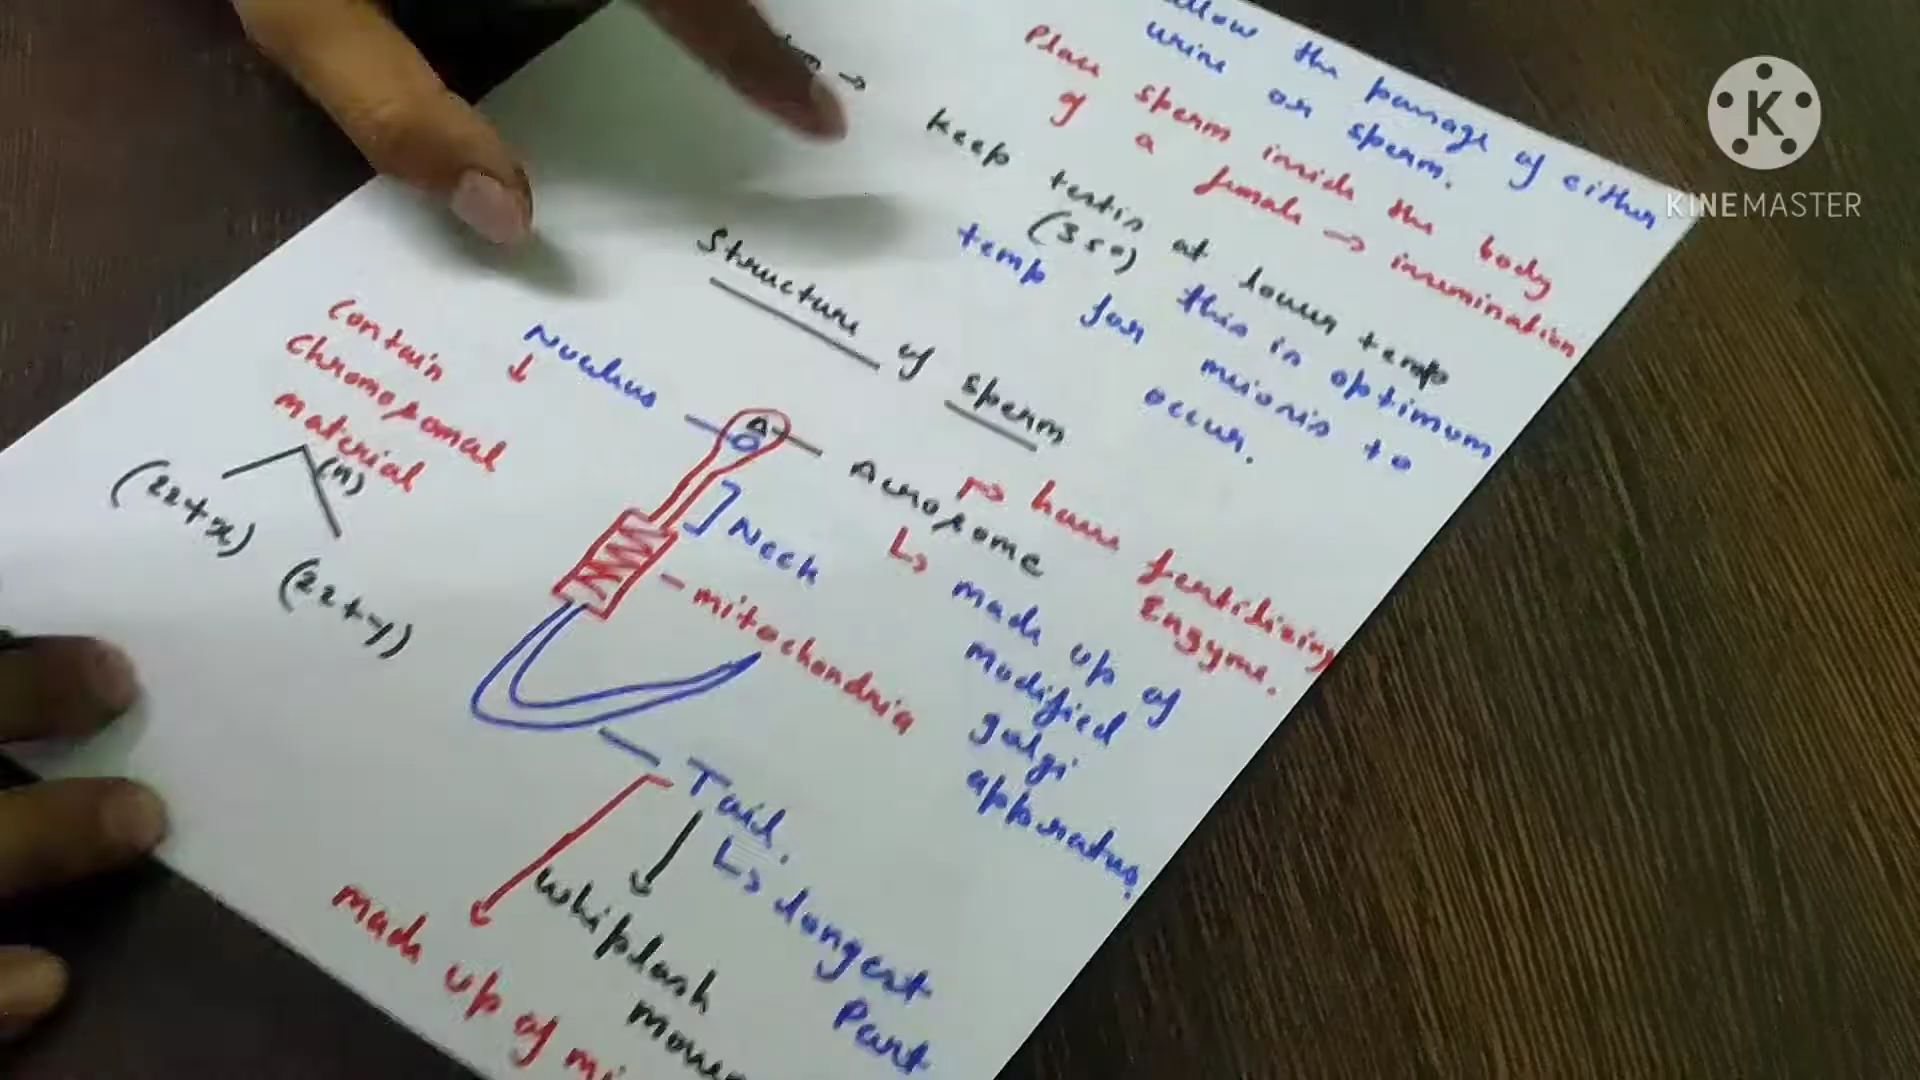 the passage of either
urine or sperm.
Place sperm inside the body
of a female → insemination
→ keep testis at lower temp
(35°) this is optimum
temp for meiosis to
occur.
Structure of sperm
Nucleus
↓
Contain
Chromosomal
material
(n)
(22+x)
(22+y)
A
Acrosome
↳ have fertilizing
Enzyme.
↳ made up of
modified
golgi
apparatus.
] Neck
mitochondria
Tail.
↳ longest
Part
whiplash
made up of
KINEMASTER